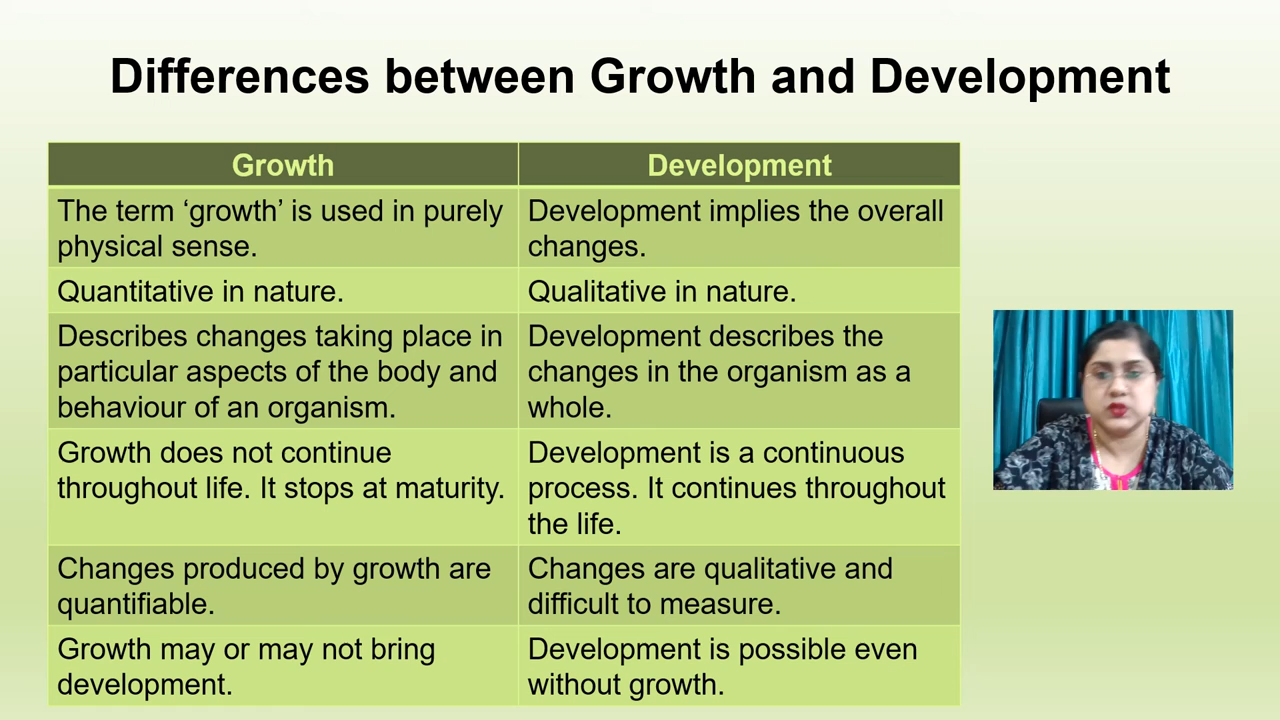 Differences between Growth and Development
Growth
Development
The term ‘growth’ is used in purely
physical sense.
Development implies the overall
changes.
Quantitative in nature.
Qualitative in nature.
Describes changes taking place in
particular aspects of the body and
behaviour of an organism.
Development describes the
changes in the organism as a
whole.
Growth does not continue
throughout life. It stops at maturity.
Development is a continuous
process. It continues throughout
the life.
Changes produced by growth are
quantifiable.
Changes are qualitative and
difficult to measure.
Growth may or may not bring
development.
Development is possible even
without growth.